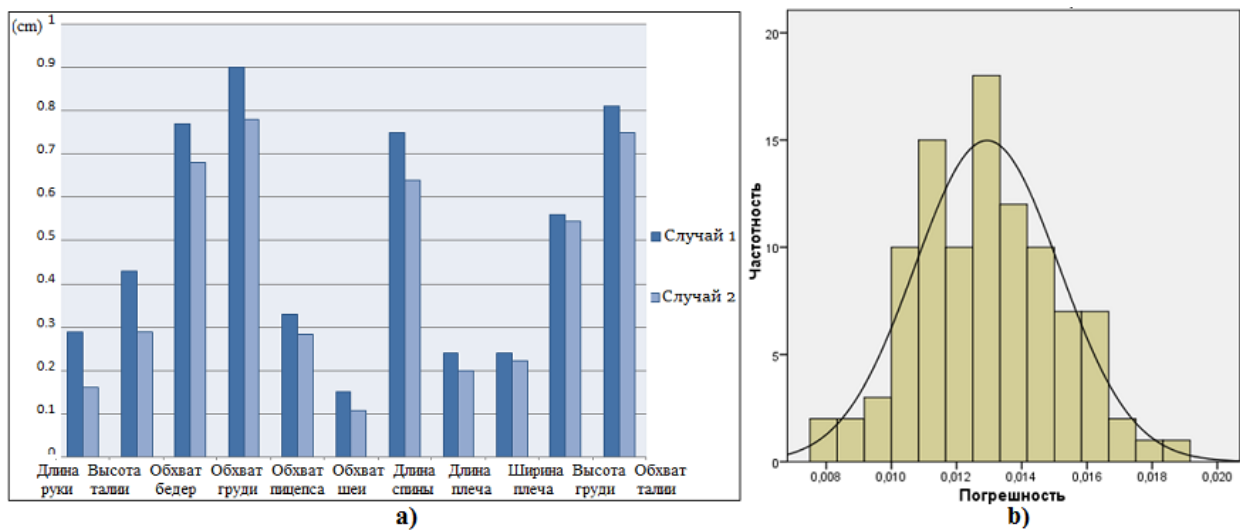 (cm)
1
0.9
0.8
0.7
0.6
0.5
0.4
0.3
0.2
0.1
0
Длина Высота Обхват Обхват Обхват Обхват Длина Длина Ширина Высота Обхват
руки талии бедер груди пицепса шеи спины плеча плеча груди талии
Случай 1
Случай 2
a)
20
15
10
5
0
Частотность
0,008 0,010 0,012 0,014 0,016 0,018 0,020
Погрешность
b)